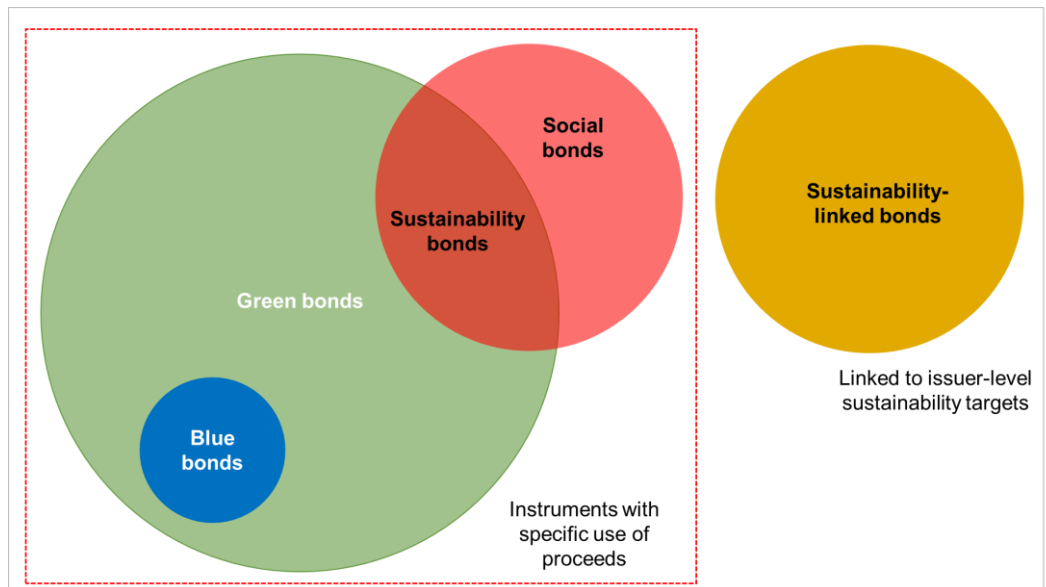 Social
bonds
Sustainability
bonds
Green bonds
Blue
bonds
Instruments with
specific use of
proceeds
Sustainability-
linked bonds
Linked to issuer-level
sustainability targets